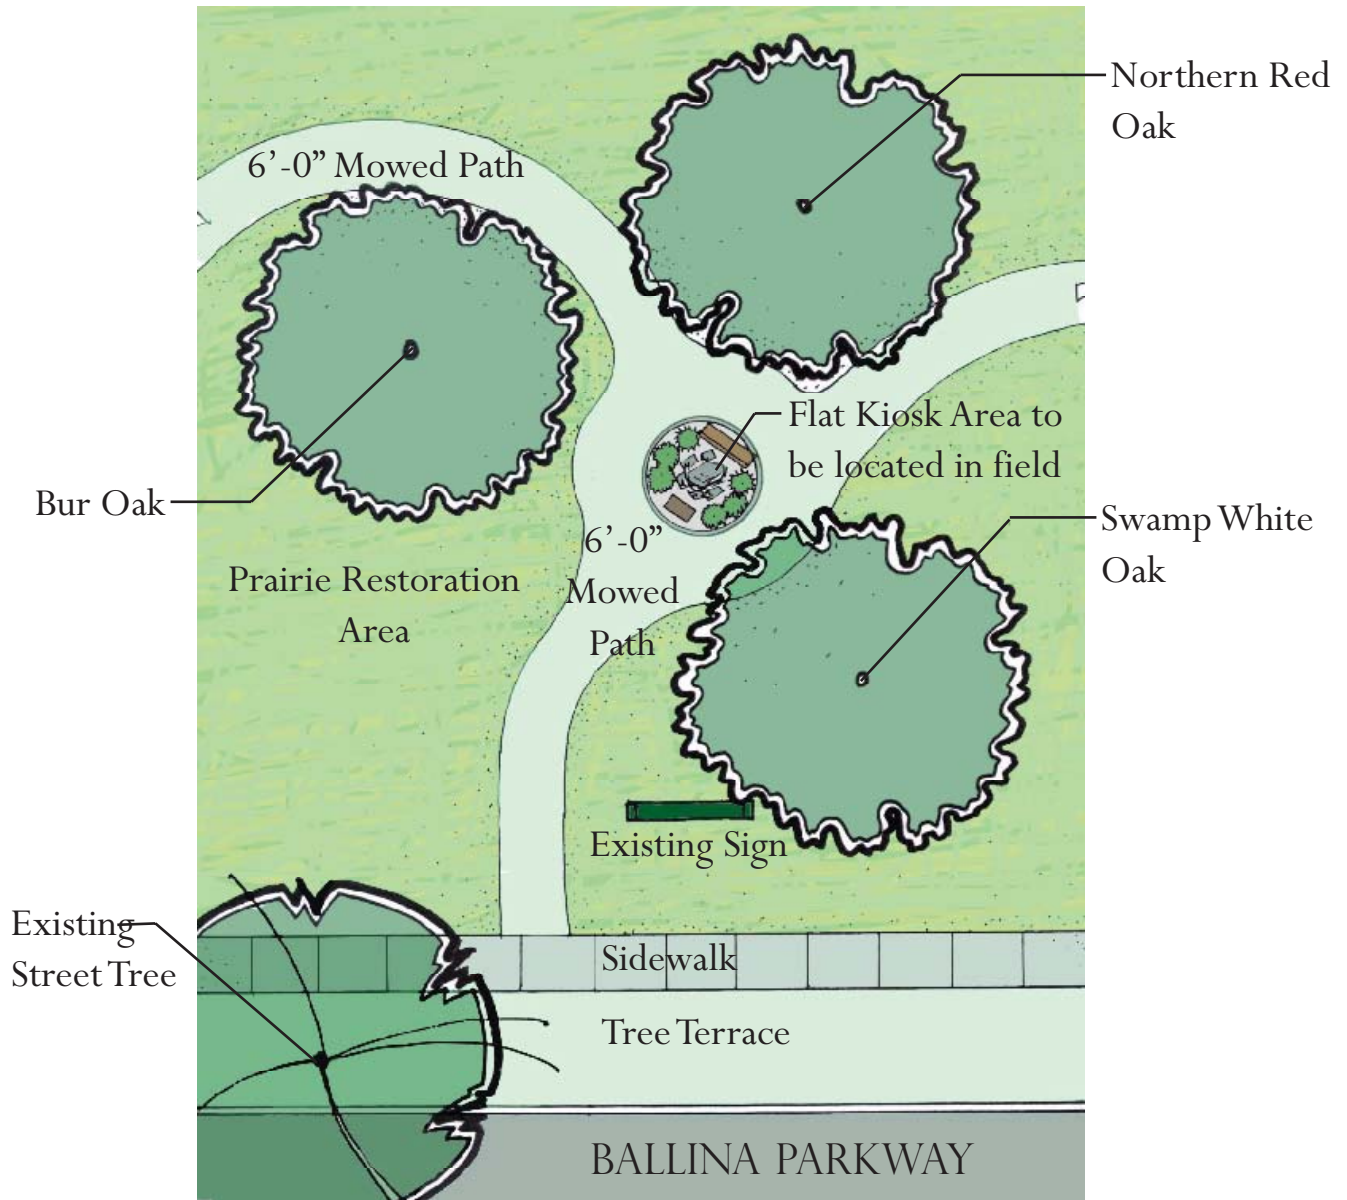 Northern Red
Oak
6’-0” Mowed Path
Flat Kiosk Area to
be located in field
Bur Oak
Swamp White
Oak
6’-0”
Mowed
Path
Prairie Restoration
Area
Existing Sign
Existing
Street Tree
Sidewalk
Tree Terrace
BALLINA PARKWAY